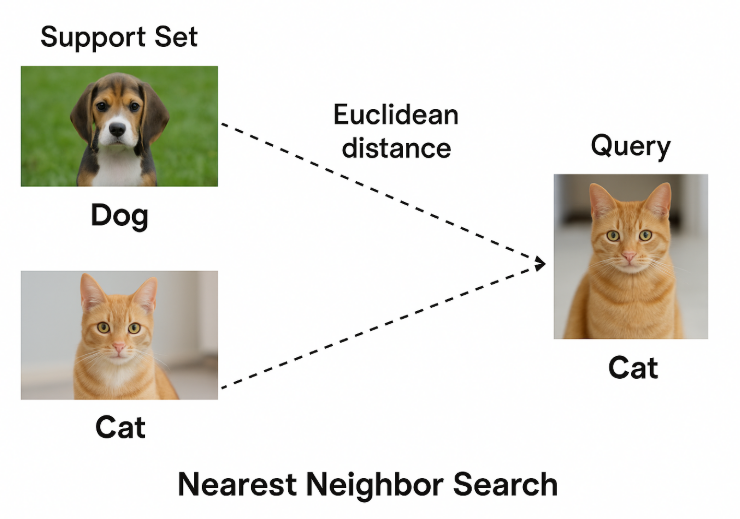 Support Set
Dog
Cat
Euclidean
distance
Query
Cat
Nearest Neighbor Search